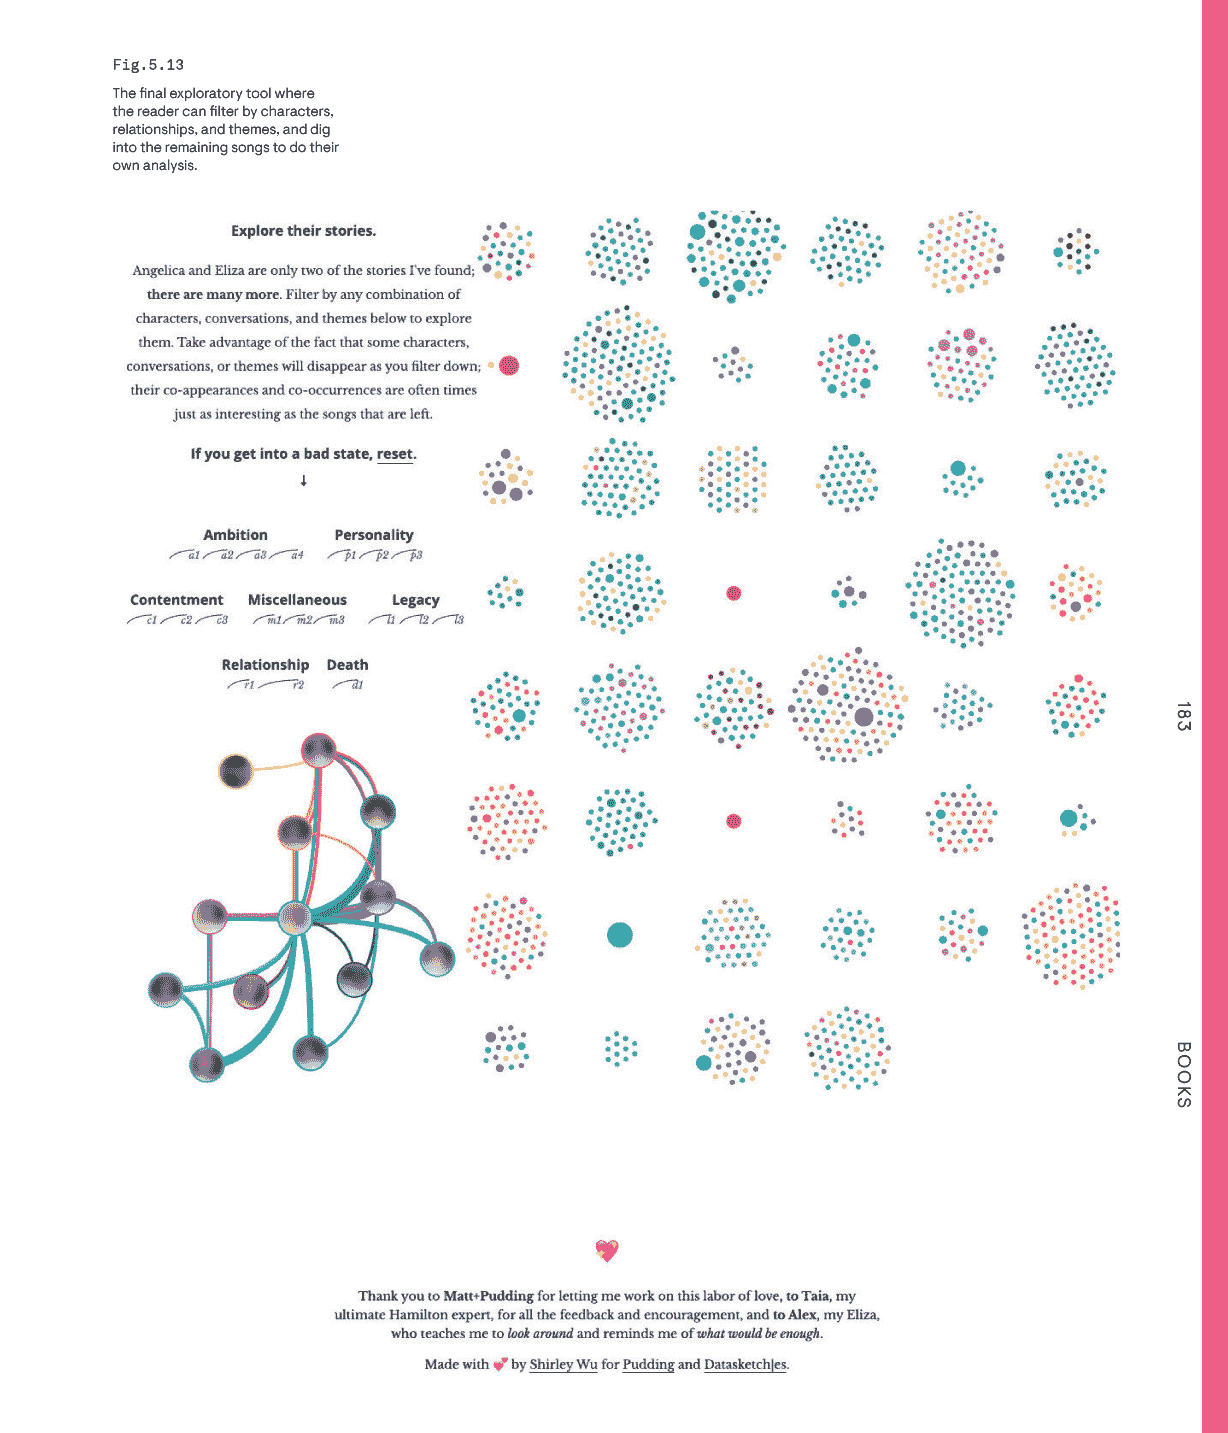 Fig.5.13
The final exploratory tool where
the reader can filter by characters,
relationships, and themes, and dig
into the remaining songs to do their
own analysis.
Explore their stories.
Angelica and Eliza are only two of the stories I've found;
there are many more. Filter by any combination of
characters, conversations, and themes below to explore
them. Take advantage of the fact that some characters,
conversations, or themes will disappear as you filter down;
their co-appearances and co-occurrences are often times
just as interesting as the songs that are left.
If you get into a bad state, reset.
↓
Ambition Personality
a1 a2 a3 a4 p1 p2 p3
Contentment Miscellaneous Legacy
c1 c2 c3 m1 m2 m3 l1 l2 l3
Relationship Death
r1 r2 d1
183
BOOKS
Thank you to Matt+Pudding for letting me work on this labor of love, to Taia, my
ultimate Hamilton expert, for all the feedback and encouragement, and to Alex, my Eliza,
who teaches me to look around and reminds me of what would be enough.
Made with 💕 by Shirley Wu for Pudding and Datasketch|es.